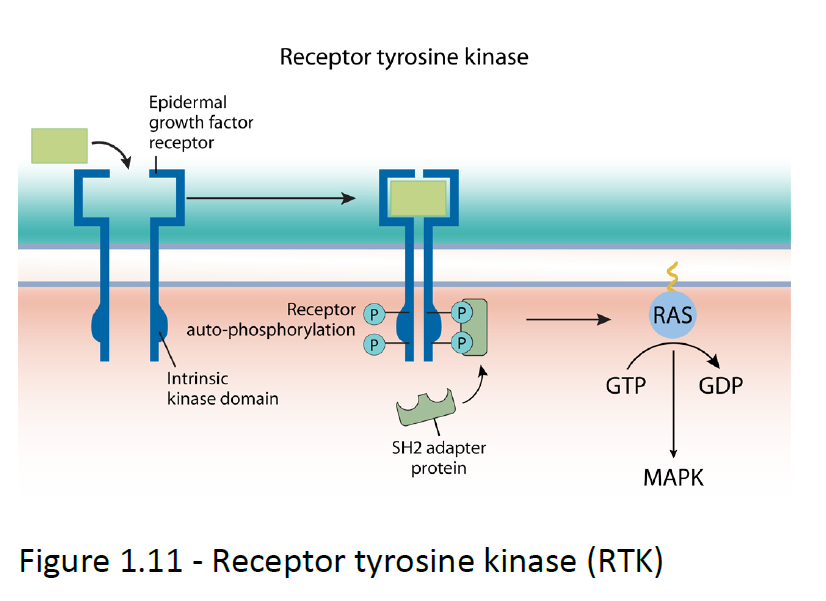 Receptor tyrosine kinase
Epidermal
growth factor
receptor
Receptor
auto-phosphorylation
P
P
P
P
RAS
Intrinsic
kinase domain
GTP
GDP
SH2 adapter
protein
MAPK
Figure 1.11 - Receptor tyrosine kinase (RTK)